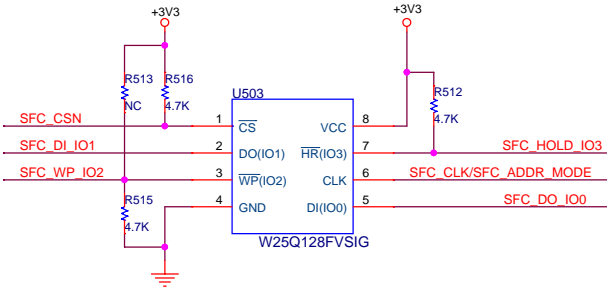 +3V3
+3V3
R513
NC
R516
4.7K
U503
R512
4.7K
SFC_CSN
1
CS
VCC
8
SFC_DI_IO1
2
DO(IO1)
HR(IO3)
7
SFC_HOLD_IO3
SFC_WP_IO2
3
WP(IO2)
CLK
6
SFC_CLK/SFC_ADDR_MODE
R515
4.7K
4
GND
DI(IO0)
5
SFC_DO_IO0
W25Q128FVSIG